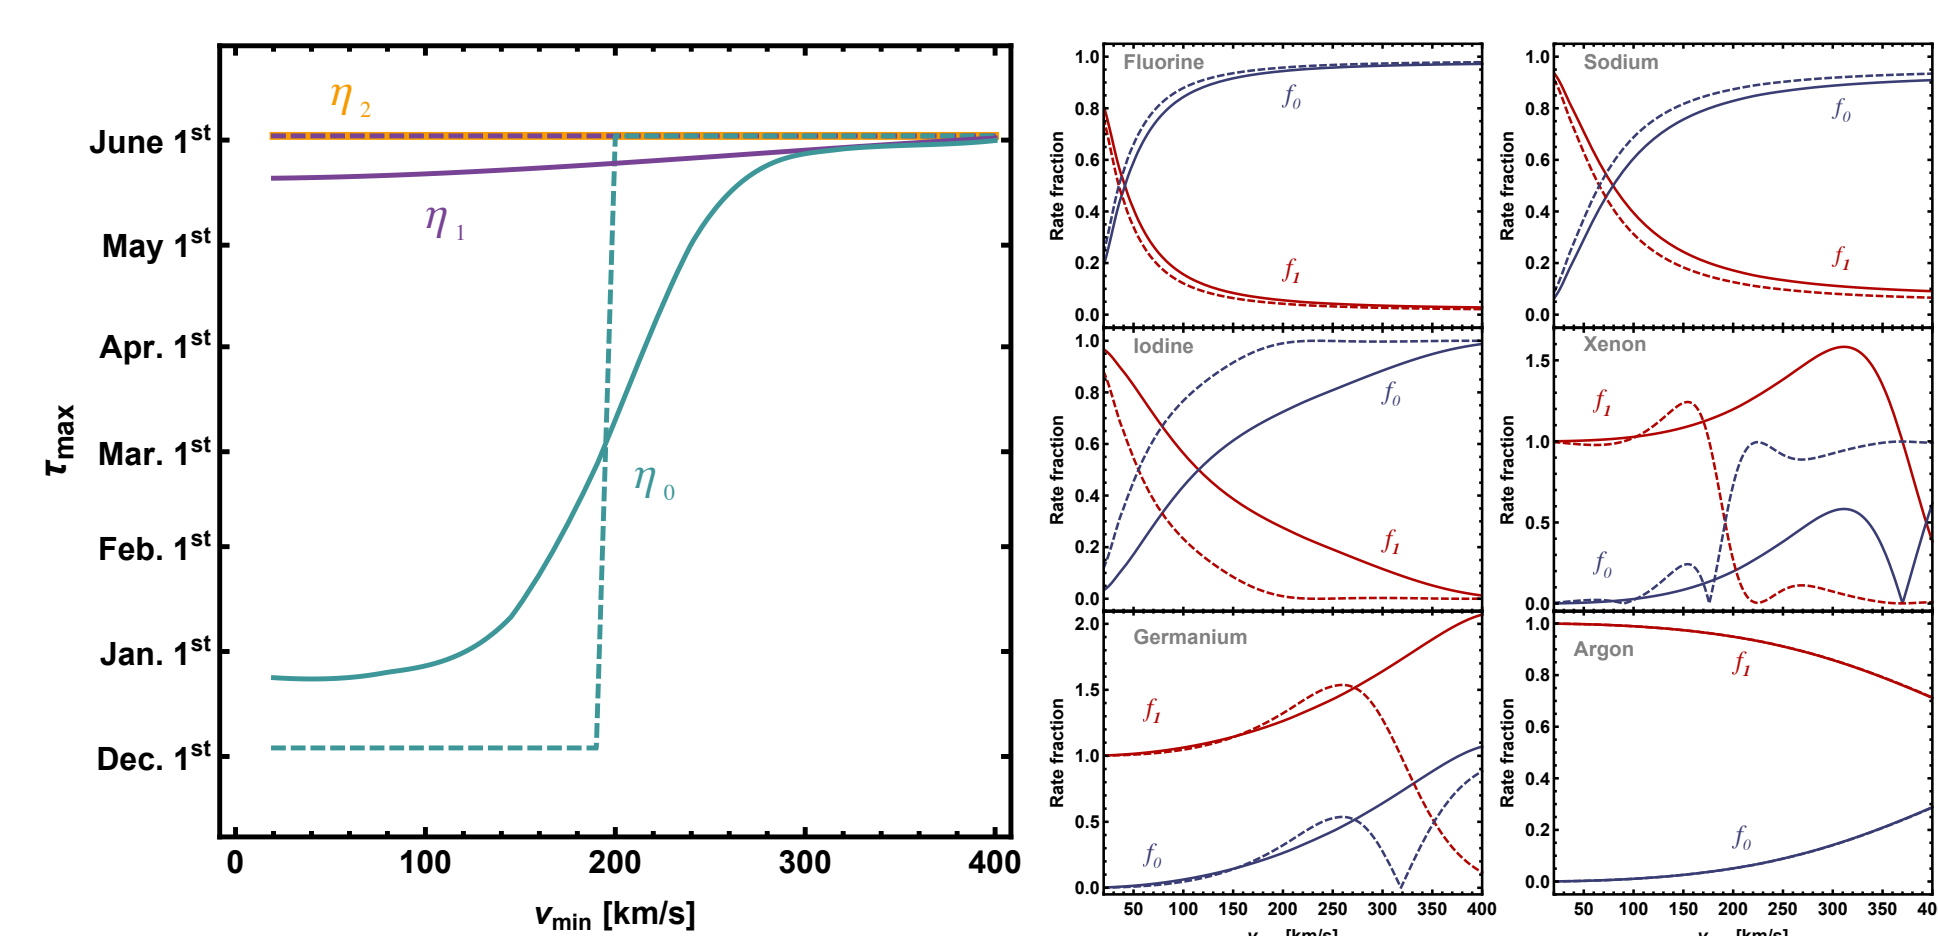 η2
June 1st
η1
May 1st
Apr. 1st
τmax
Mar. 1st
η0
Feb. 1st
Jan. 1st
Dec. 1st
0 100 200 300 400
vmin [km/s]
Fluorine
1.0
0.8
0.6
0.4
0.2
0.0
Rate fraction
f0
f1
Sodium
1.0
0.8
0.6
0.4
0.2
0.0
Rate fraction
f0
f1
Iodine
1.0
0.8
0.6
0.4
0.2
0.0
Rate fraction
f0
f1
Xenon
1.5
1.0
0.5
0.0
Rate fraction
f1
f0
Germanium
2.0
1.5
1.0
0.5
0.0
Rate fraction
f1
f0
50 100 150 200 250 300 350 400
[km/s]
Argon
1.0
0.8
0.6
0.4
0.2
0.0
Rate fraction
f1
f0
50 100 150 200 250 300 350 40
[km/s]